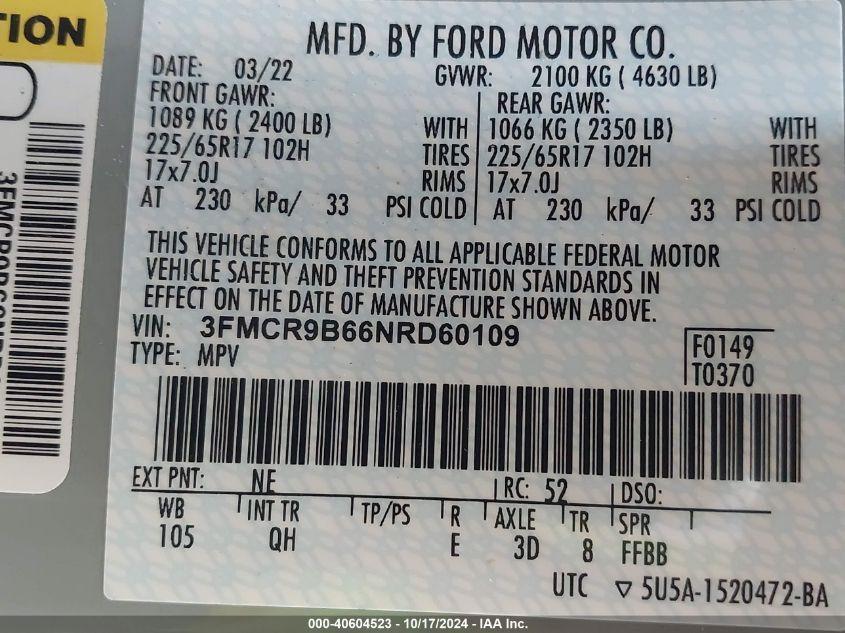 TION
MFD. BY FORD MOTOR CO.
DATE: 03/22 GVWR: 2100 KG ( 4630 LB)
FRONT GAWR: REAR GAWR:
1089 KG ( 2400 LB) WITH 1066 KG ( 2350 LB) WITH
225/65R17 102H TIRES 225/65R17 102H TIRES
17x7.0J RIMS 17x7.0J RIMS
AT 230 kPa/ 33 PSI COLD AT 230 kPa/ 33 PSI COLD
THIS VEHICLE CONFORMS TO ALL APPLICABLE FEDERAL MOTOR
VEHICLE SAFETY AND THEFT PREVENTION STANDARDS IN
EFFECT ON THE DATE OF MANUFACTURE SHOWN ABOVE.
VIN: 3FMCR9B66NRD60109
F0149
TYPE: MPV
T0370
EXT PNT: NE RC: 52 DSO:
WB INT TR TP/PS R AXLE TR SPR
105 QH E 3D 8 FFBB
UTC ▽ 5U5A-1520472-BA
000-40604523 - 10/17/2024 - IAA Inc.